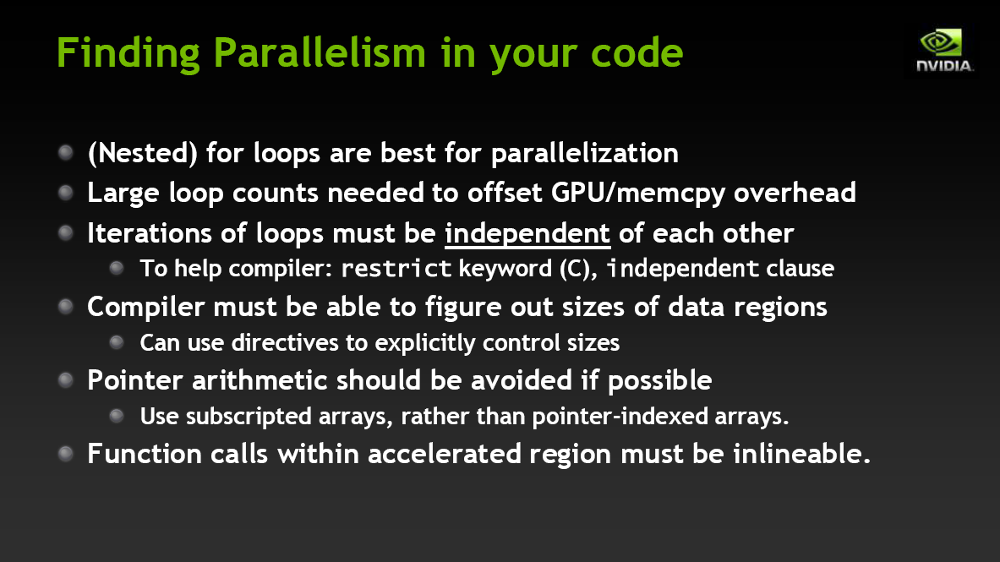 Finding Parallelism in your code
NVIDIA.
(Nested) for loops are best for parallelization
Large loop counts needed to offset GPU/memcpy overhead
Iterations of loops must be independent of each other
To help compiler: restrict keyword (C), independent clause
Compiler must be able to figure out sizes of data regions
Can use directives to explicitly control sizes
Pointer arithmetic should be avoided if possible
Use subscripted arrays, rather than pointer-indexed arrays.
Function calls within accelerated region must be inlineable.